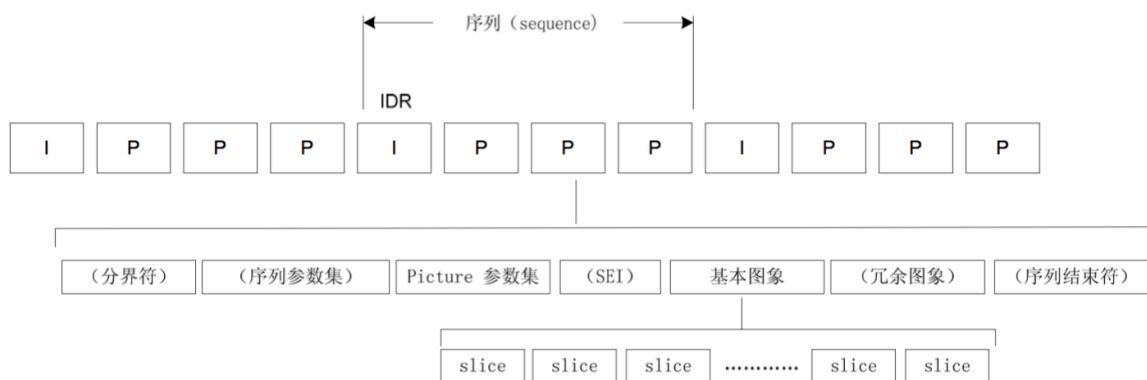 序列（sequence)
IDR
I P P P I P P P I P P P
（分界符） （序列参数集） Picture 参数集 （SEI） 基本图象 （冗余图象） （序列结束符）
slice slice slice ………… slice slice